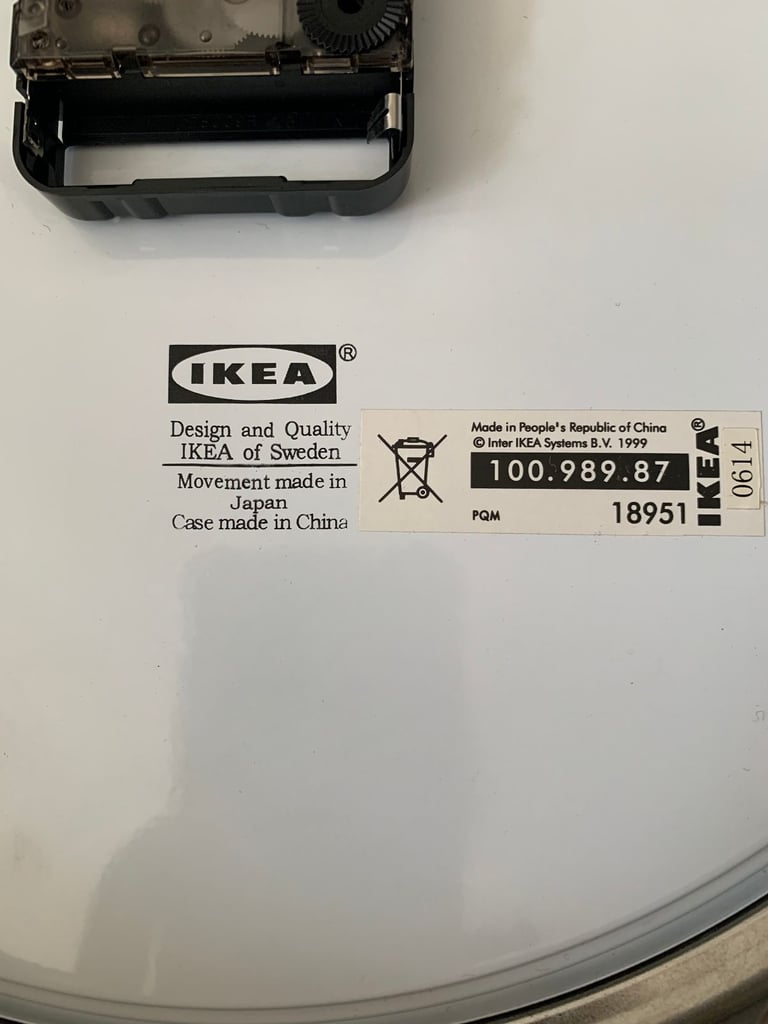 IKEA®
Design and Quality
IKEA of Sweden
Movement made in
Japan
Case made in China
Made in People's Republic of China
© Inter IKEA Systems B.V. 1999
100.989.87
PQM
18951
IKEA®
0614